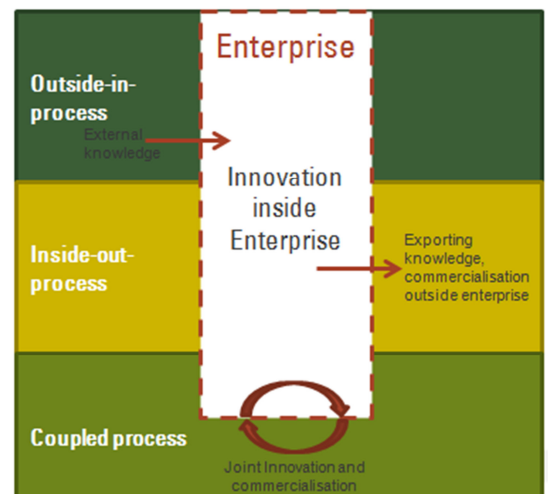 Enterprise
Outside-in-
process
External
knowledge
Innovation
inside
Enterprise
Inside-out-
process
Exporting
knowledge,
commercialisation
outside enterprise
Coupled process
Joint Innovation and
commercialisation